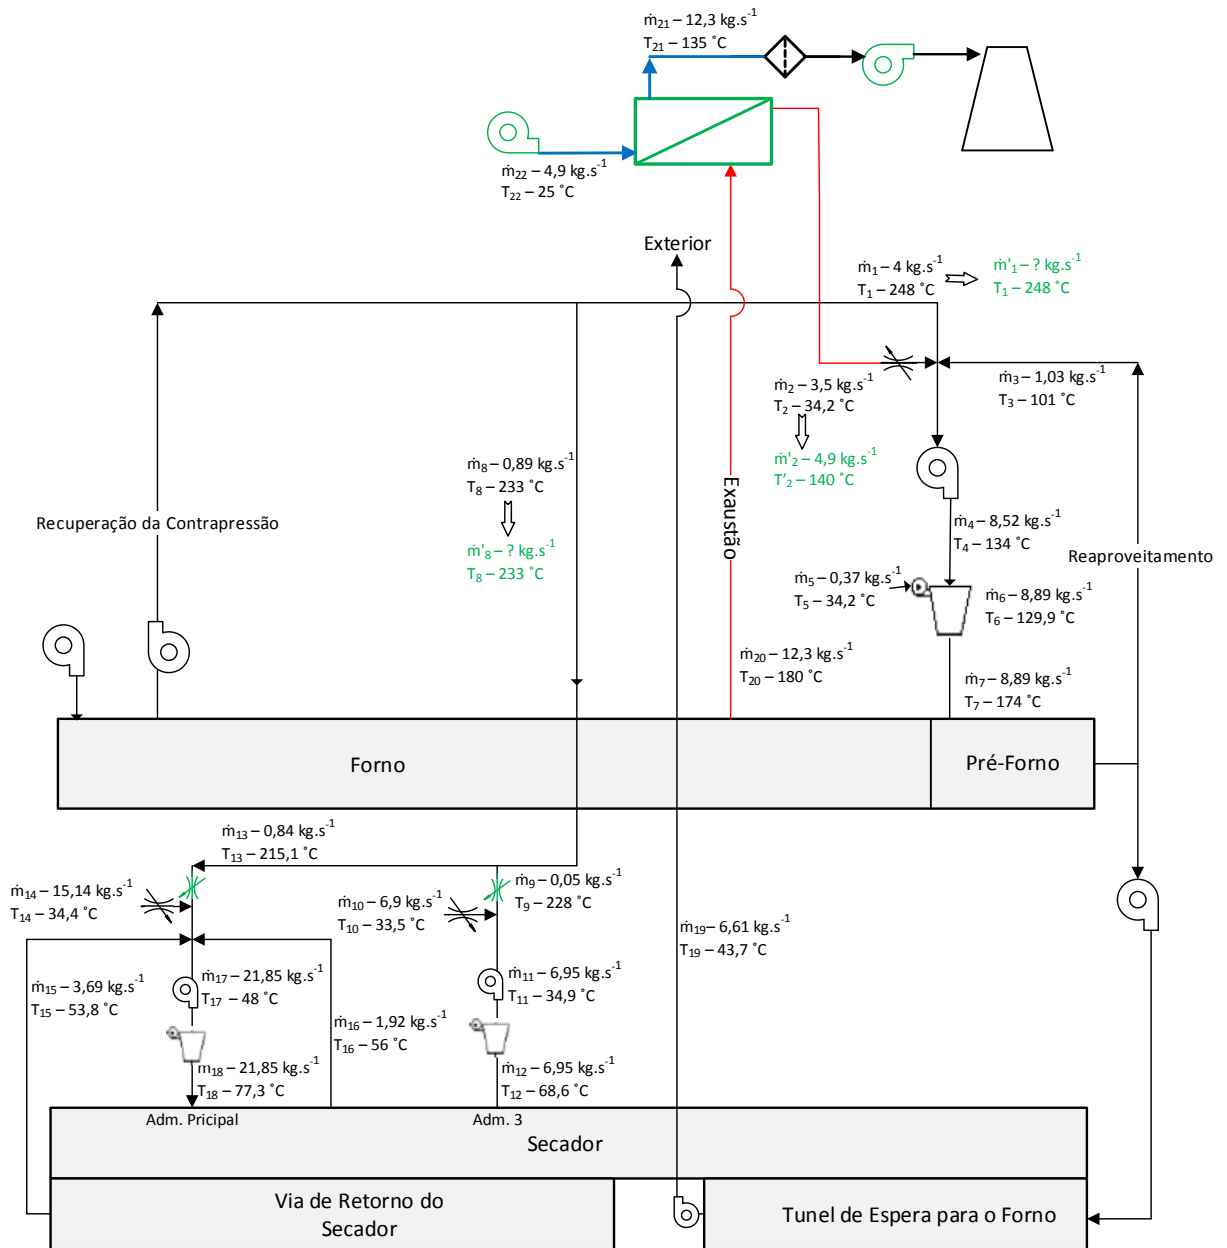 ṁ21 – 12,3 kg.s-1
T21 – 135 ˚C
ṁ22 – 4,9 kg.s-1
T22 – 25 ˚C
Exterior
ṁ1 – 4 kg.s-1
T1 – 248 ˚C
ṁ'1 – ? kg.s-1
T1 – 248 ˚C
ṁ2 – 3,5 kg.s-1
T2 – 34,2 ˚C
ṁ3 – 1,03 kg.s-1
T3 – 101 ˚C
ṁ'2 – 4,9 kg.s-1
T'2 – 140 ˚C
ṁ8 – 0,89 kg.s-1
T8 – 233 ˚C
Exaustão
Recuperação da Contrapressão
ṁ'8 – ? kg.s-1
T8 – 233 ˚C
ṁ4 – 8,52 kg.s-1
T4 – 134 ˚C
Reaproveitamento
ṁ5 – 0,37 kg.s-1
T5 – 34,2 ˚C
ṁ6 – 8,89 kg.s-1
T6 – 129,9 ˚C
ṁ20 – 12,3 kg.s-1
T20 – 180 ˚C
ṁ7 – 8,89 kg.s-1
T7 – 174 ˚C
Forno
Pré-Forno
ṁ13 – 0,84 kg.s-1
T13 – 215,1 ˚C
ṁ14 – 15,14 kg.s-1
T14 – 34,4 ˚C
ṁ10 – 6,9 kg.s-1
T10 – 33,5 ˚C
ṁ9 – 0,05 kg.s-1
T9 – 228 ˚C
ṁ19 – 6,61 kg.s-1
T19 – 43,7 ˚C
ṁ15 – 3,69 kg.s-1
T15 – 53,8 ˚C
ṁ17 – 21,85 kg.s-1
T17 – 48 ˚C
ṁ11 – 6,95 kg.s-1
T11 – 34,9 ˚C
ṁ16 – 1,92 kg.s-1
T16 – 56 ˚C
ṁ18 – 21,85 kg.s-1
T18 – 77,3 ˚C
ṁ12 – 6,95 kg.s-1
T12 – 68,6 ˚C
Adm. Pricipal
Adm. 3
Secador
Via de Retorno do
Secador
Tunel de Espera para o Forno